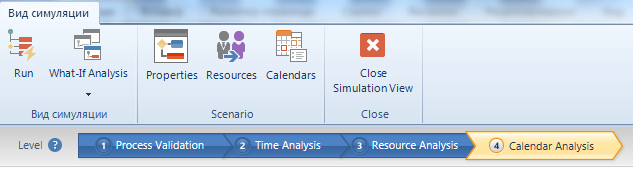 Вид симуляции
Run
What-If Analysis
Properties
Resources
Calendars
Close
Simulation View
Вид симуляции
Scenario
Close
Level ?
1 Process Validation
2 Time Analysis
3 Resource Analysis
4 Calendar Analysis